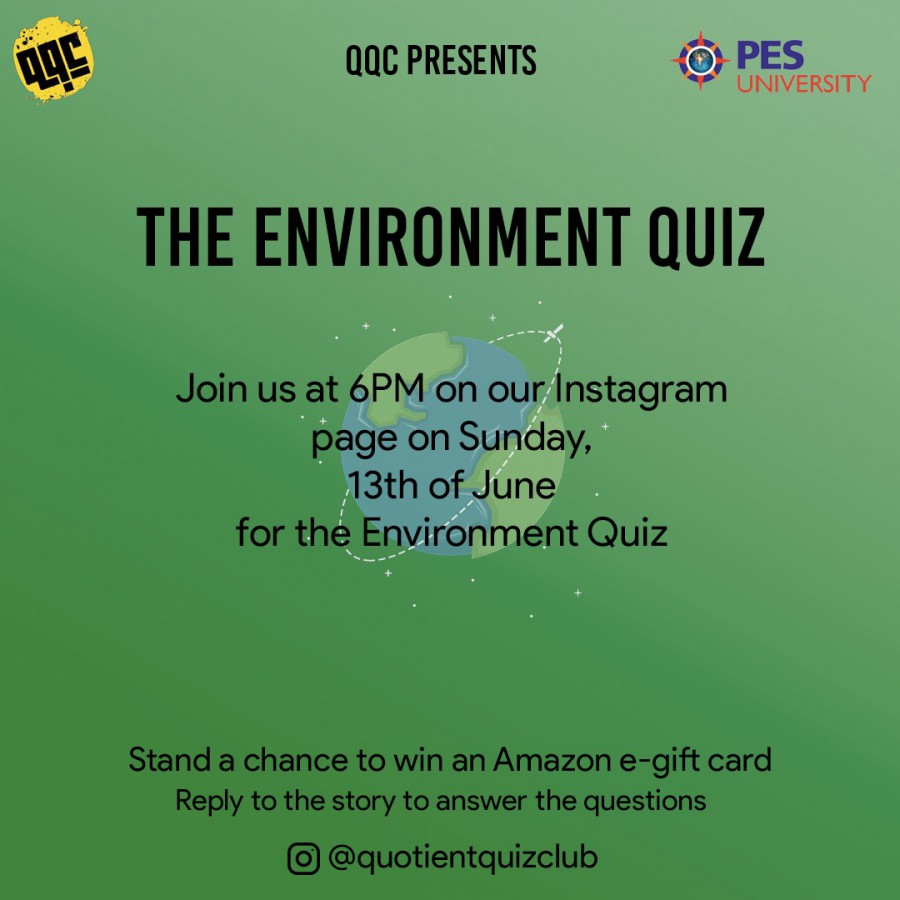 QQC
QQC PRESENTS
PES
UNIVERSITY
THE ENVIRONMENT QUIZ
Join us at 6PM on our Instagram
page on Sunday,
13th of June
for the Environment Quiz
Stand a chance to win an Amazon e-gift card
Reply to the story to answer the questions
@quotientquizclub